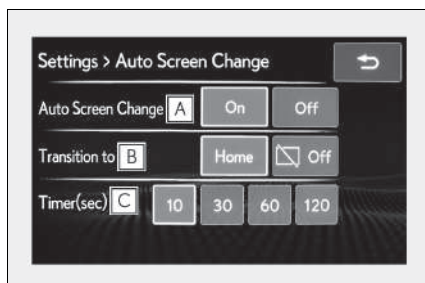 Settings > Auto Screen Change
Auto Screen Change A On Off
Transition to B Home Off
Timer(sec) C 10 30 60 120